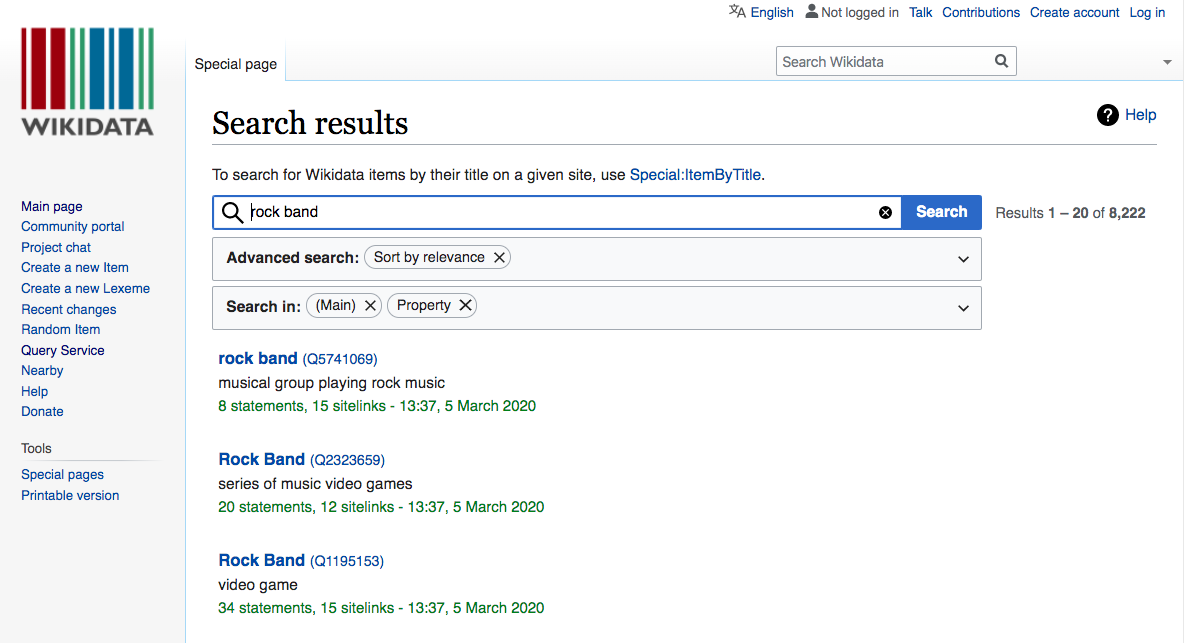 English Not logged in Talk Contributions Create account Log in
WIKIDATA
Special page
Search Wikidata
Search results
Help
To search for Wikidata items by their title on a given site, use Special:ItemByTitle.
rock band
Search
Results 1 – 20 of 8,222
Advanced search: Sort by relevance
Search in: (Main) Property
rock band (Q5741069)
musical group playing rock music
8 statements, 15 sitelinks - 13:37, 5 March 2020
Rock Band (Q2323659)
series of music video games
20 statements, 12 sitelinks - 13:37, 5 March 2020
Rock Band (Q1195153)
video game
34 statements, 15 sitelinks - 13:37, 5 March 2020
Main page
Community portal
Project chat
Create a new Item
Create a new Lexeme
Recent changes
Random Item
Query Service
Nearby
Help
Donate
Tools
Special pages
Printable version